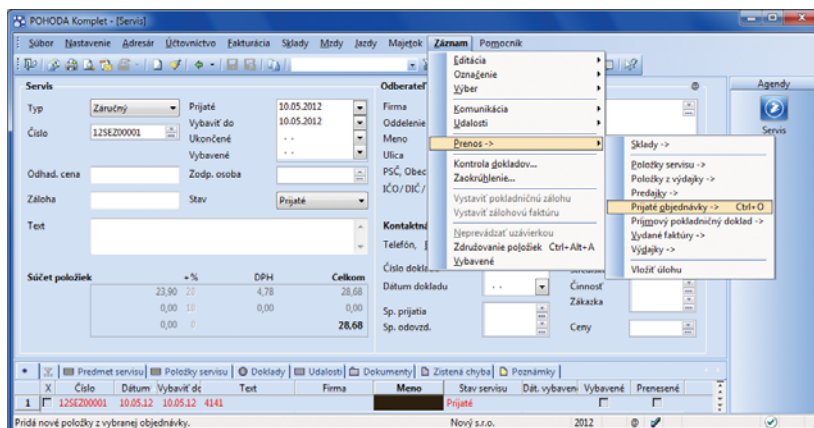 POHODA Komplet - [Servis]
Súbor Nastavenie Adresár Účtovníctvo Fakturácia Sklady Mzdy Jazdy Majetok Záznam Pomocník
Servis
Typ Záručný
Číslo 12SEZ00001
Odhad. cena
Záloha
Text
Prijaté 10.05.2012
Vybaviť do 10.05.2012
Ukončené . .
Vybavené . .
Zodp. osoba
Stav Prijaté
Súčet položiek +% DPH Celkom
23,90 20 4,78 28,68
0,00 10 0,00 0,00
0,00 0
28,68
Odberateľ
Firma
Oddelenie
Meno
Ulica
PSČ, Obec
IČO / DIČ /
Kontaktná
Telefón,
Číslo dokladu
Dátum dokladu . .
Sp. prijatia
Sp. odovzd.
Činnosť
Zákazka
Ceny
@
Editácia
Označenie
Výber
Komunikácia
Udalosti
Prenos ->
Kontrola dokladov...
Zaokrúhlenie...
Vystaviť pokladničnú zálohu
Vystaviť zálohovú faktúru
Neprevádzať uzávierkou
Združovanie položiek Ctrl+Alt+A
Vybavené
Sklady ->
Položky servisu ->
Položky z výdajky ->
Predajky ->
Prijaté objednávky -> Ctrl+O
Príjmový pokladničný doklad ->
Vydané faktúry ->
Výdajky ->
Vložiť úlohu
Agendy
Servis
Predmet servisu Položky servisu Doklady Udalosti Dokumenty Zistená chyba Poznámky
X Číslo Dátum Vybaviť do Text Firma Meno Stav servisu Dát. vybaven Vybavené Prenesené
1 12SEZ00001 10.05.12 10.05.12 4141 Prijaté
Pridá nové položky z vybranej objednávky. Nový s.r.o. 2012 @